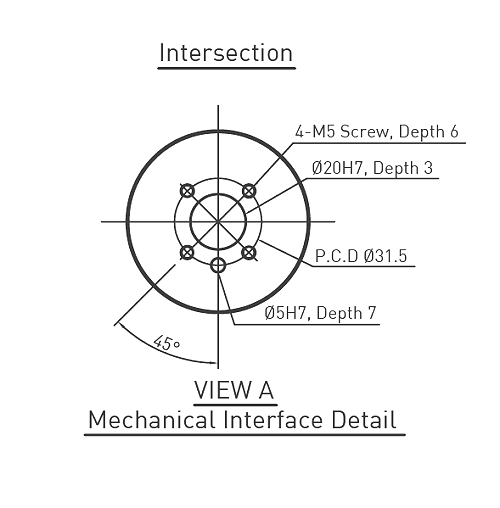 Intersection
4-M5 Screw, Depth 6
Ø20H7, Depth 3
P.C.D Ø31.5
Ø5H7, Depth 7
45°
VIEW A
Mechanical Interface Detail